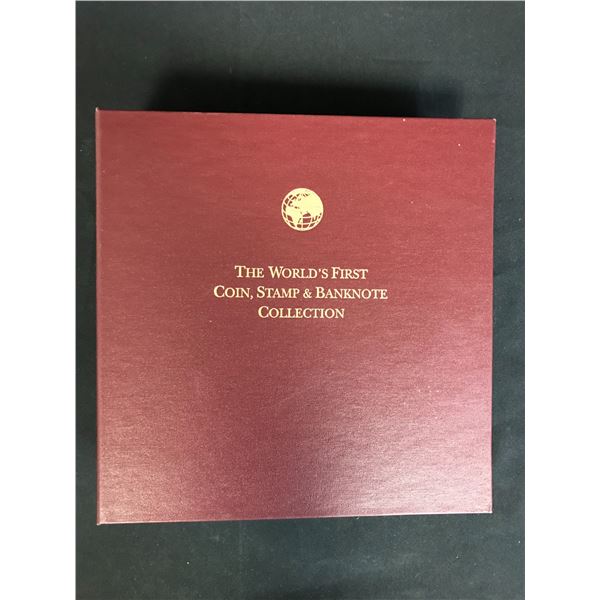 THE WORLD'S FIRST
COIN, STAMP & BANKNOTE
COLLECTION